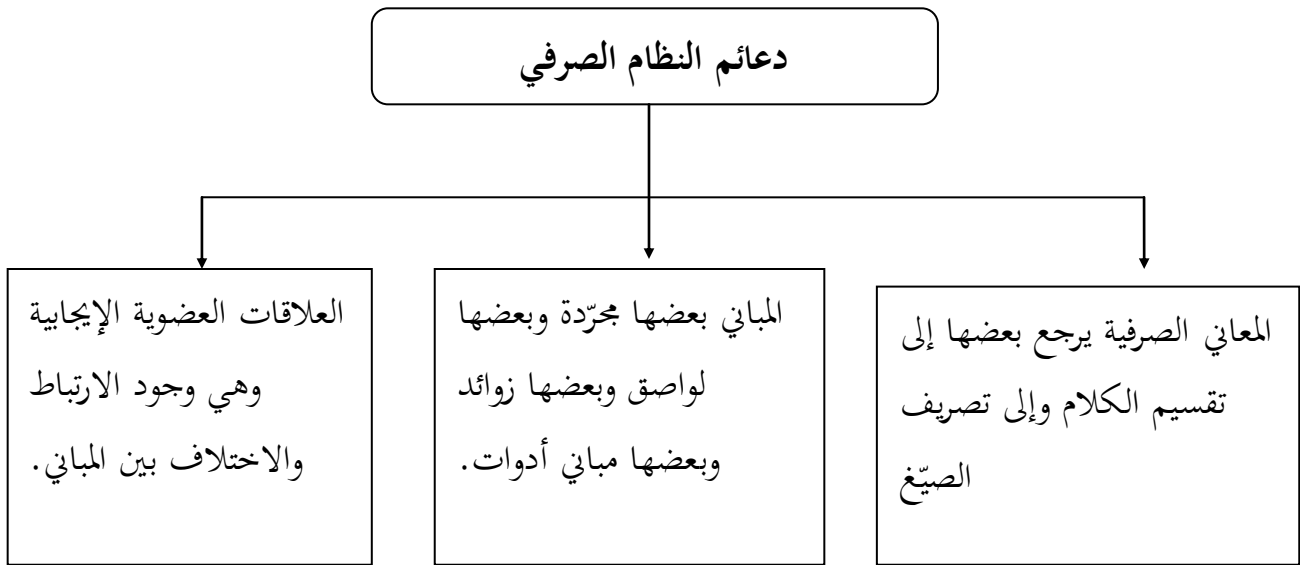 دعائم النظام الصرفي
المعاني الصرفية يرجع بعضها إلى
تقسيم الكلام وإلى تصريف
الصيّغ
المباني بعضها مجرّدة وبعضها
لواصق وبعضها زوائد
وبعضها مباني أدوات.
العلاقات العضوية الإيجابية
وهي وجود الارتباط
والاختلاف بين المباني.